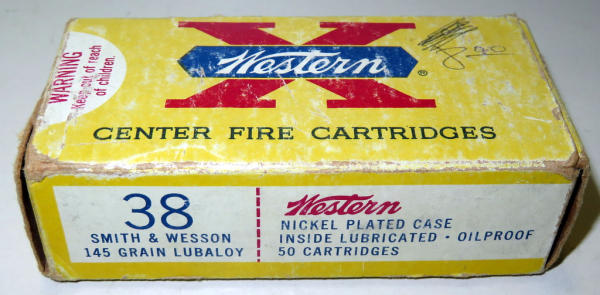 WARNING
Keep out of reach
of children.
X
Western
®
CENTER FIRE CARTRIDGES
38
SMITH & WESSON
145 GRAIN LUBALOY
Western
NICKEL PLATED CASE
INSIDE LUBRICATED · OILPROOF
50 CARTRIDGES